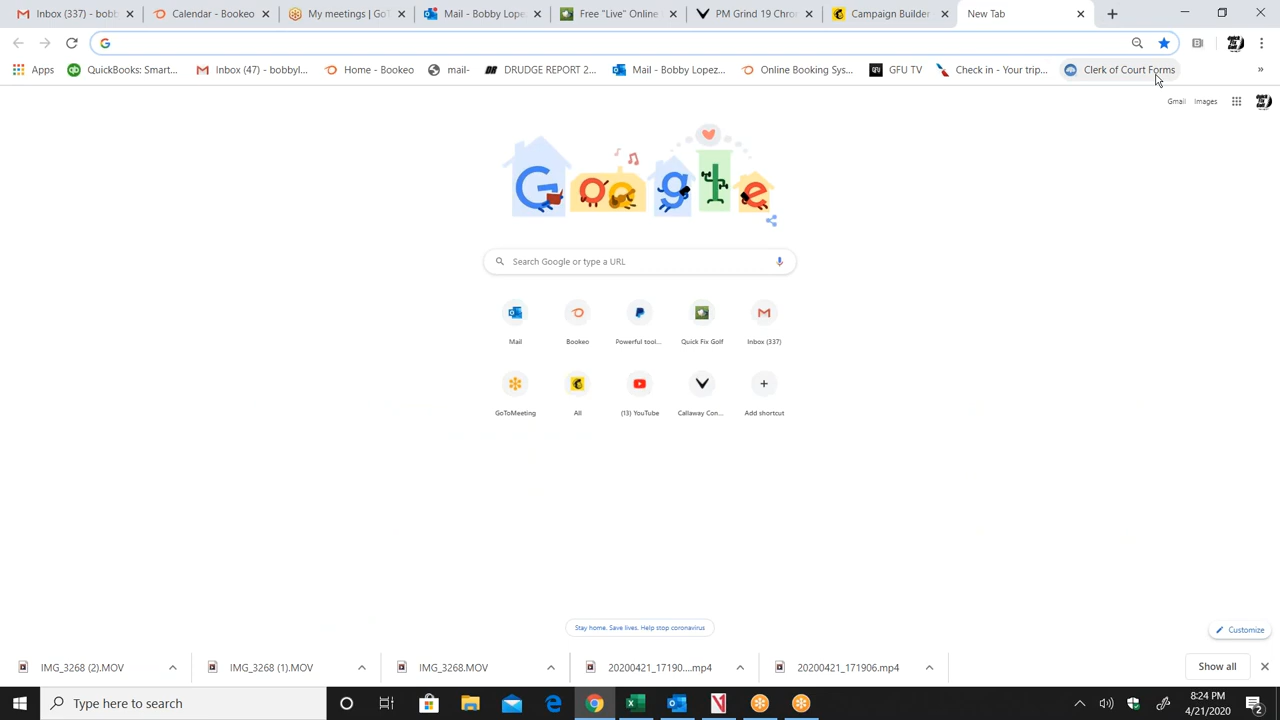 Inbox (337) - bobb
Calendar - Bookeo
My meetings | GoT
Mail - Bobby Lope
Free "Live" Online
PM Grind 19 Chro
Campaign Builder
New Tab
Apps
QuickBooks: Smart...
Inbox (47) - bobbyl...
Home - Bookeo
mail-
DRUDGE REPORT 2...
Mail - Bobby Lopez...
Online Booking Sys...
GFU TV
Check in - Your trip...
Clerk of Court Forms
»
Gmail Images
Google
Search Google or type a URL
Mail
Bookeo
Powerful tool...
Quick Fix Golf
Inbox (337)
GoToMeeting
All
(13) YouTube
Callaway Con...
Add shortcut
Stay home. Save lives. Help stop coronavirus
Customize
IMG_3268 (2).MOV
IMG_3268 (1).MOV
IMG_3268.MOV
20200421_17190....mp4
20200421_171906.mp4
Show all
Type here to search
8:24 PM
4/21/2020
2